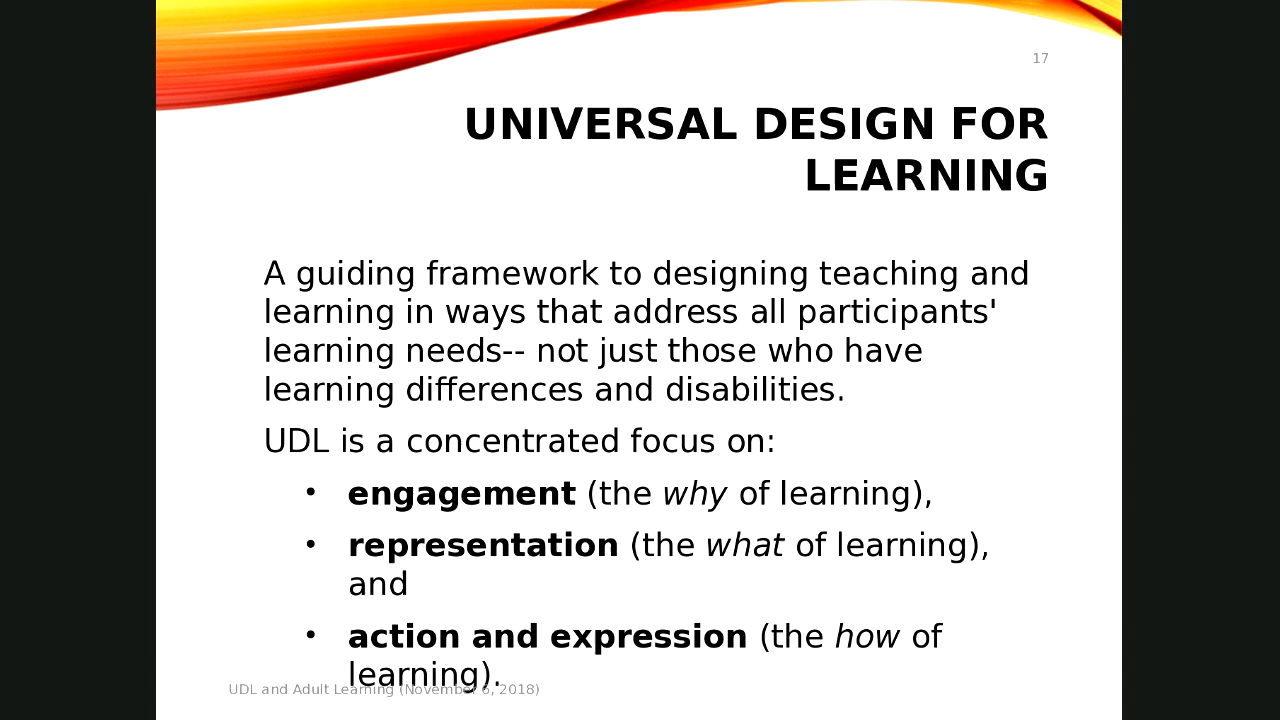 17
UNIVERSAL DESIGN FOR
LEARNING
A guiding framework to designing teaching and
learning in ways that address all participants'
learning needs-- not just those who have
learning differences and disabilities.
UDL is a concentrated focus on:
• engagement (the why of learning),
• representation (the what of learning),
and
• action and expression (the how of
learning).
UDL and Adult Learning (November 6, 2018)